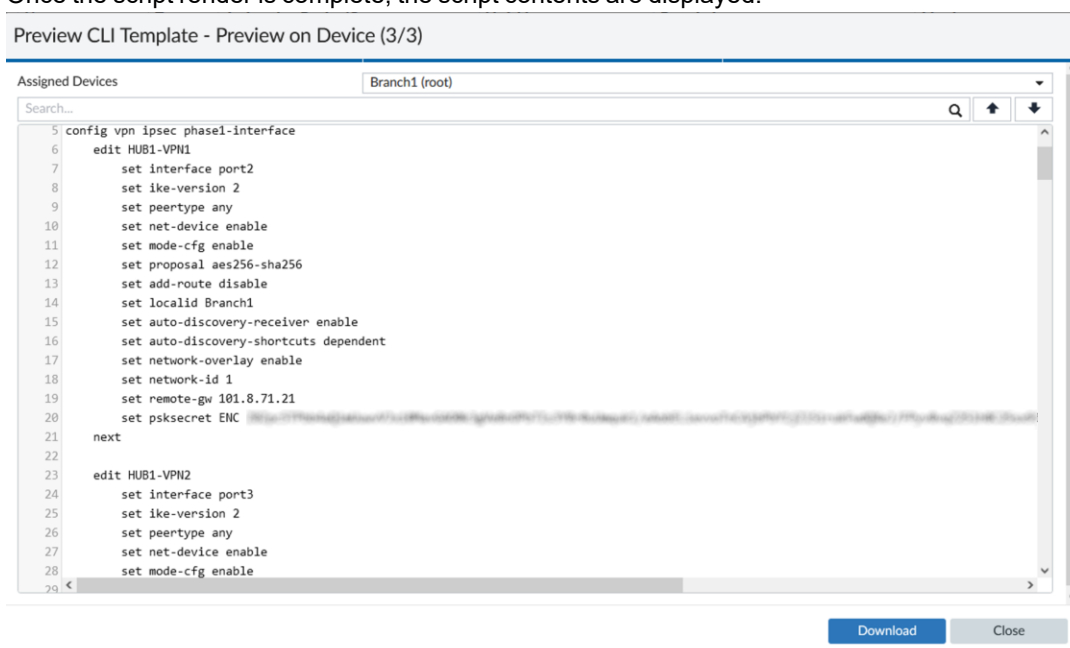 Once the script render is complete, the script contents are displayed.
Preview CLI Template - Preview on Device (3/3)
Assigned Devices Branch1 (root)
Search...
5 config vpn ipsec phase1-interface
6 edit HUB1-VPN1
7 set interface port2
8 set ike-version 2
9 set peertype any
10 set net-device enable
11 set mode-cfg enable
12 set proposal aes256-sha256
13 set add-route disable
14 set localid Branch1
15 set auto-discovery-receiver enable
16 set auto-discovery-shortcuts dependent
17 set network-overlay enable
18 set network-id 1
19 set remote-gw 101.8.71.21
20 set psksecret ENC
21 next
22
23 edit HUB1-VPN2
24 set interface port3
25 set ike-version 2
26 set peertype any
27 set net-device enable
28 set mode-cfg enable
29
Download Close